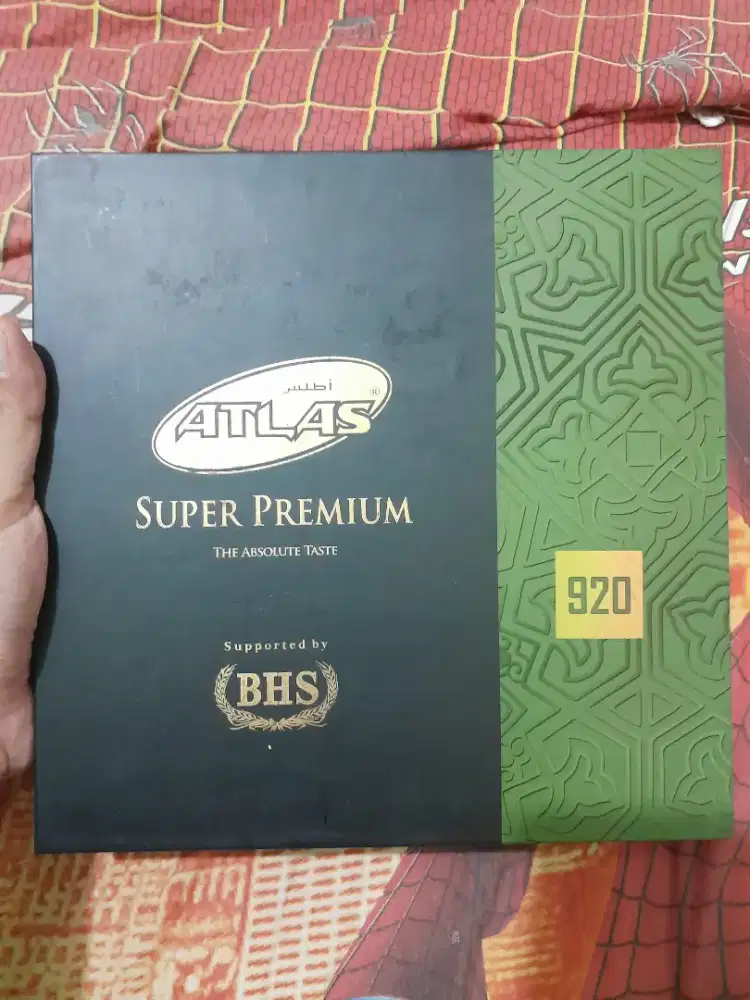 أطلس
ATLAS®
SUPER PREMIUM
THE ABSOLUTE TASTE
920
Supported by
BHS